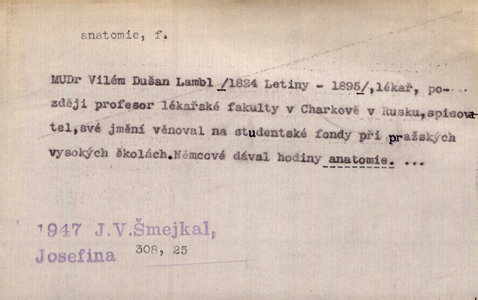 anatomie, f.
MUDr Vilém Dušan Lambl /1824 Letiny - 1895/,lékař, po-
zději profesor lékařské fakulty v Charkově v Rusku,spisova-
tel,své jmění věnoval na studentské fondy při pražských
vysokých školách.Němcové dával hodiny anatomie. ...
1947 J.V.Šmejkal,
Josefina 308, 25